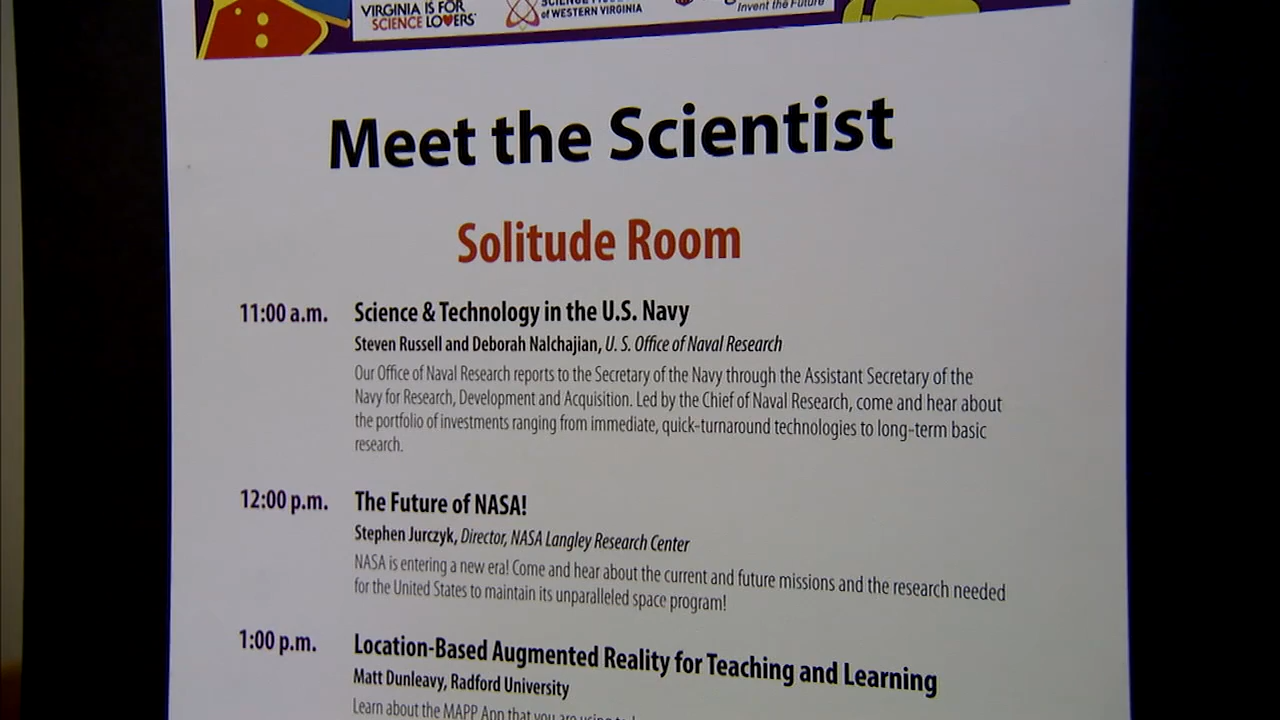 VIRGINIA IS FOR
SCIENCE LOVERS
of WESTERN VIRGINIA
Invent the Future
Meet the Scientist
Solitude Room
11:00 a.m. Science & Technology in the U.S. Navy
Steven Russell and Deborah Nalchajian, U. S. Office of Naval Research
Our Office of Naval Research reports to the Secretary of the Navy through the Assistant Secretary of the
Navy for Research, Development and Acquisition. Led by the Chief of Naval Research, come and hear about
the portfolio of investments ranging from immediate, quick-turnaround technologies to long-term basic
research.
12:00 p.m. The Future of NASA!
Stephen Jurczyk, Director, NASA Langley Research Center
NASA is entering a new era! Come and hear about the current and future missions and the research needed
for the United States to maintain its unparalleled space program!
1:00 p.m. Location-Based Augmented Reality for Teaching and Learning
Matt Dunleavy, Radford University
Learn about the MAPP App that you are using